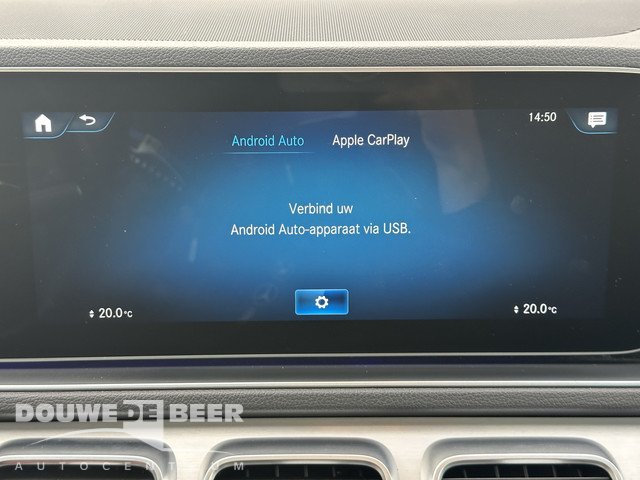 14:50
Android Auto Apple CarPlay
Verbind uw
Android Auto-apparaat via USB.
20.0°C 20.0°C
DOUWE DE BEER
AUTOCENTRUM